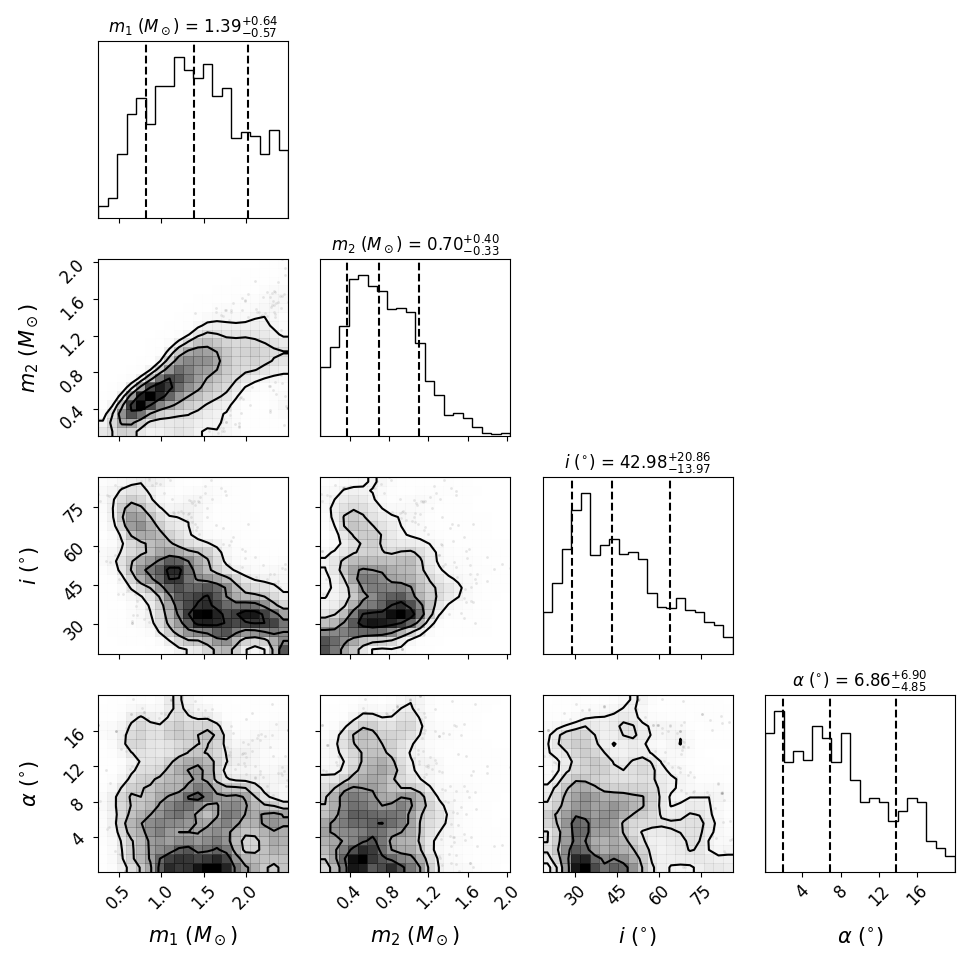 m₁ (M⊙) = 1.39 +0.64 −0.57
m₂ (M⊙) = 0.70 +0.40 −0.33
m₂ (M⊙)
2.0
1.6
1.2
0.8
0.4
i (°) = 42.98 +20.86 −13.97
i (°)
75
60
45
30
α (°) = 6.86 +6.90 −4.85
α (°)
16
12
8
4
0.5 1.0 1.5 2.0
0.4 0.8 1.2 1.6 2.0
30 45 60 75
4 8 12 16
m₁ (M⊙) m₂ (M⊙) i (°) α (°)